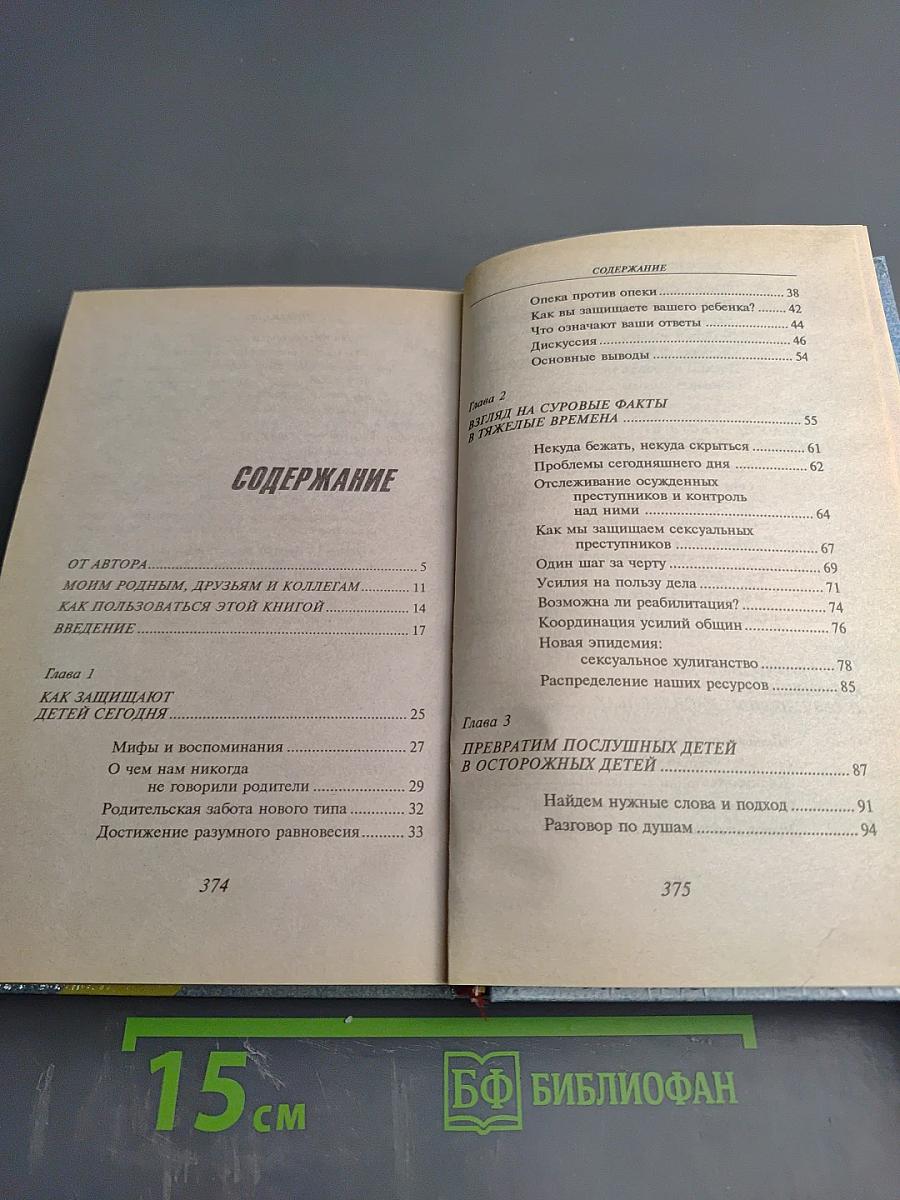 СОДЕРЖАНИЕ
ОТ АВТОРА.....5
МОИМ РОДНЫМ, ДРУЗЬЯМ И КОЛЛЕГАМ.....11
КАК ПОЛЬЗОВАТЬСЯ ЭТОЙ КНИГОЙ.....14
ВВЕДЕНИЕ.....17
Глава 1
КАК ЗАЩИЩАЮТ
ДЕТЕЙ СЕГОДНЯ.....25
Мифы и воспоминания.....27
О чем нам никогда
не говорили родители.....29
Родительская забота нового типа.....32
Достижение разумного равновесия.....33
374
СОДЕРЖАНИЕ
Опека против опеки.....38
Как вы защищаете вашего ребенка?.....42
Что означают ваши ответы.....44
Дискуссия.....46
Основные выводы.....54
Глава 2
ВЗГЛЯД НА СУРОВЫЕ ФАКТЫ
В ТЯЖЕЛЫЕ ВРЕМЕНА.....55
Некуда бежать, некуда скрыться.....61
Проблемы сегодняшнего дня.....62
Отслеживание осужденных
преступников и контроль
над ними.....64
Как мы защищаем сексуальных
преступников.....67
Один шаг за черту.....69
Усилия на пользу дела.....71
Возможна ли реабилитация?.....74
Координация усилий общин.....76
Новая эпидемия:
сексуальное хулиганство.....78
Распределение наших ресурсов.....85
Глава 3
ПРЕВРАТИМ ПОСЛУШНЫХ ДЕТЕЙ
В ОСТОРОЖНЫХ ДЕТЕЙ.....87
Найдем нужные слова и подход.....91
Разговор по душам.....94
375
15 см
БФ БИБЛИОФАН